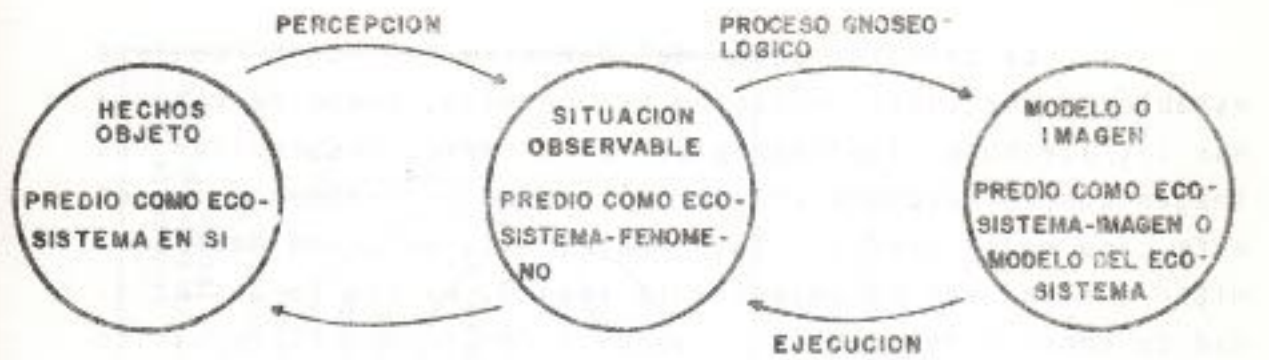 PERCEPCION
PROCESO GNOSEO-
LOGICO
HECHOS
OBJETO
PREDIO COMO ECO-
SISTEMA EN SI
SITUACION
OBSERVABLE
PREDIO COMO ECO-
SISTEMA-FENOME-
NO
MODELO O
IMAGEN
PREDIO COMO ECO-
SISTEMA-IMAGEN O
MODELO DEL ECO-
SISTEMA
EJECUCION